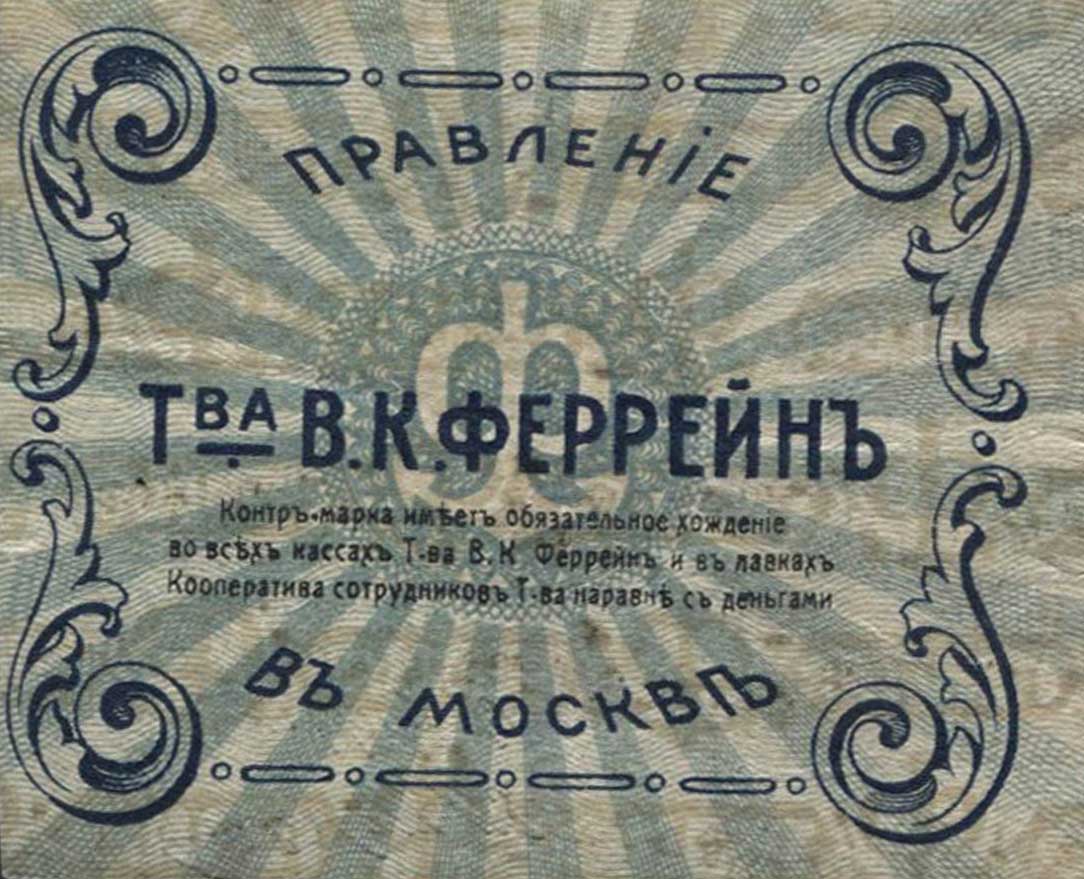 ПРАВЛЕНІЕ
Ф
Т ВА В. К. ФЕРРЕЙНЪ
Контръ-марка имѣетъ обязательное хожденіе
во всѣхъ кассахъ Т-ва В. К Феррейнъ и въ лавкахъ
Кооператива сотрудниковъ Т-ва наравнѣ съ деньгами
ВЪ МОСКВѢ